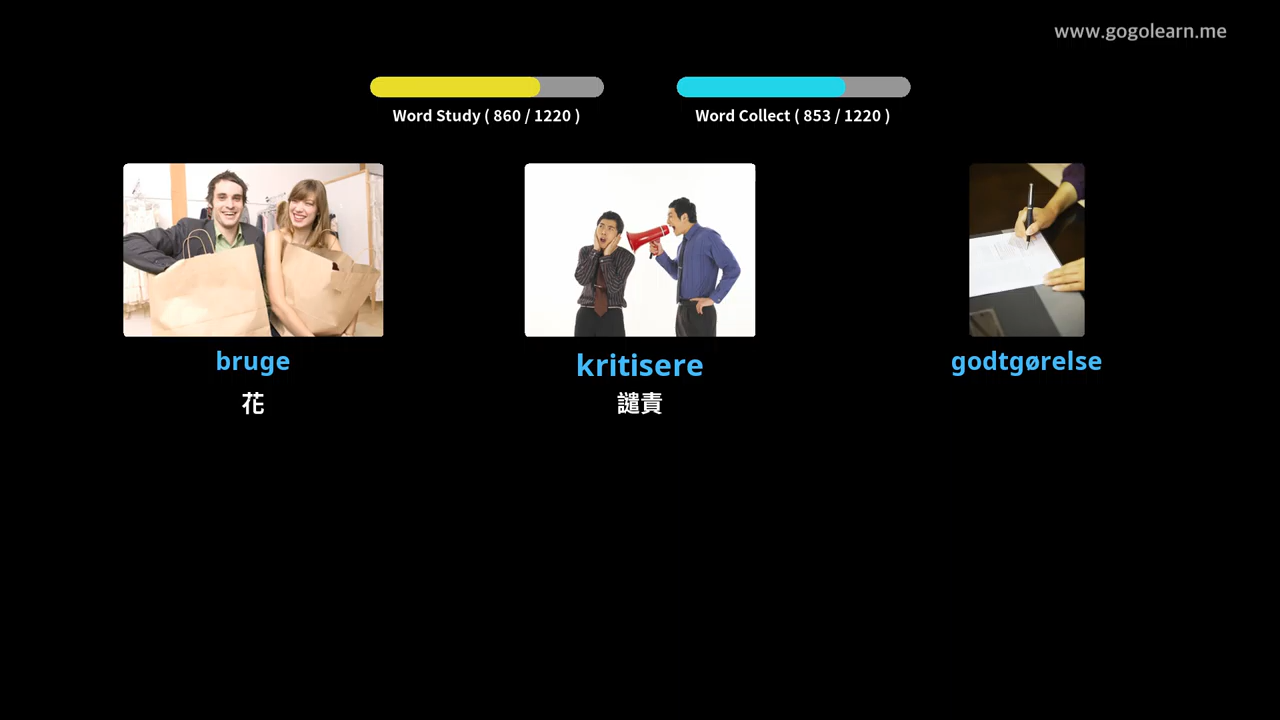 www.gogolearn.me
Word Study ( 860 / 1220 )
Word Collect ( 853 / 1220 )
bruge
花
kritisere
譴責
godtgørelse